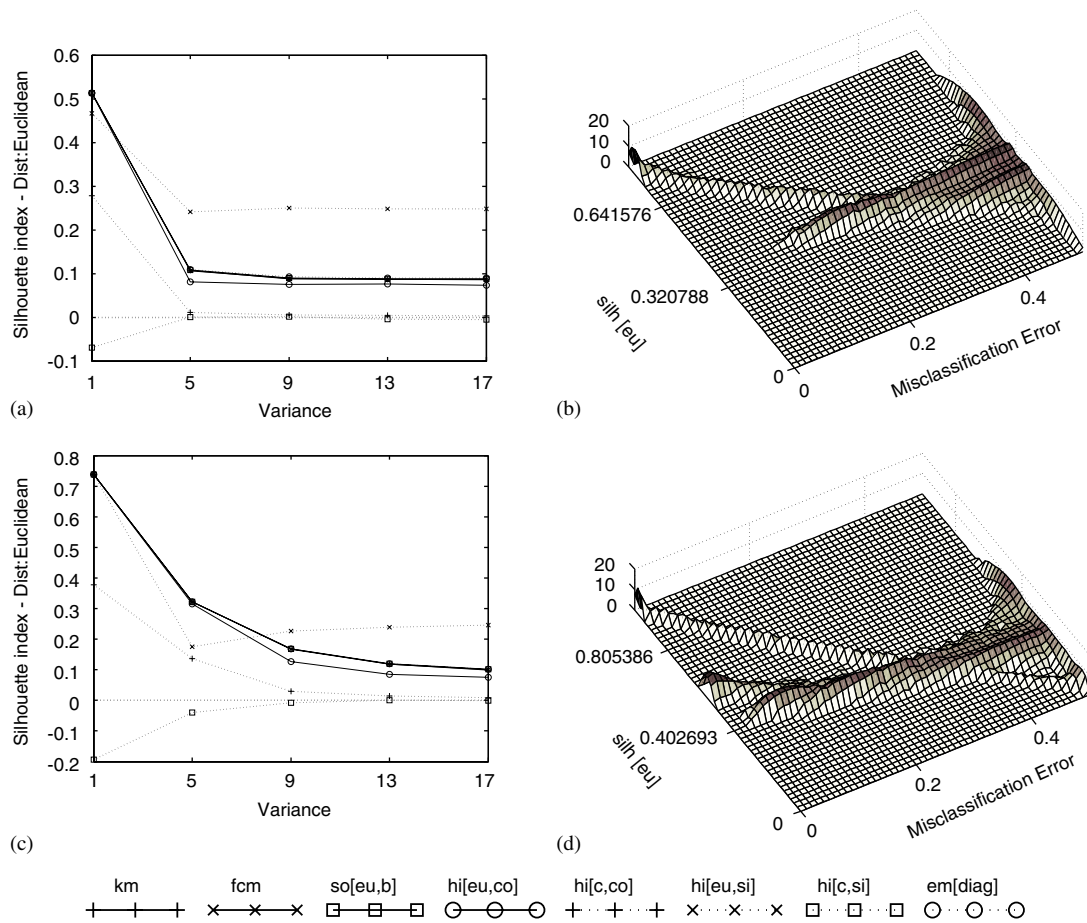 0.6
0.5
0.4
0.3
0.2
0.1
0
-0.1
Silhouette index - Dist:Euclidean
1 5 9 13 17
Variance
(a)
20
10
0
0.641576
0.320788
0
silh [eu]
0
0.2
0.4
Misclassification Error
(b)
0.8
0.7
0.6
0.5
0.4
0.3
0.2
0.1
0
-0.1
-0.2
Silhouette index - Dist:Euclidean
1 5 9 13 17
Variance
(c)
20
10
0
0.805386
0.402693
0
silh [eu]
0
0.2
0.4
Misclassification Error
(d)
km fcm so[eu,b] hi[eu,co] hi[c,co] hi[eu,si] hi[c,si] em[diag]